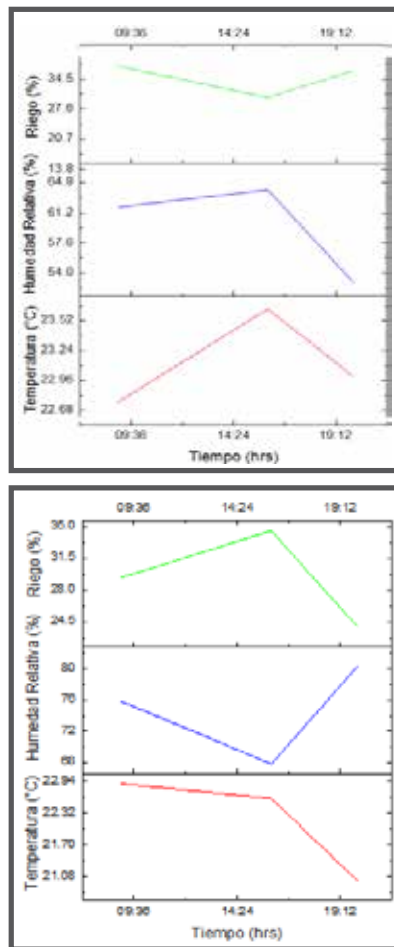 09:36 14:24 19:12
Riego (%)
34.5
27.6
20.7
13.8
Humedad Relativa (%)
64.8
61.2
57.6
54.0
Temperatura (°C)
23.52
23.24
22.96
22.68
09:36 14:24 19:12
Tiempo (hrs)
09:36 14:24 19:12
Riego (%)
35.0
31.5
28.0
24.5
Humedad Relativa (%)
80
76
72
68
Temperatura (°C)
22.94
22.32
21.70
21.08
09:36 14:24 19:12
Tiempo (hrs)